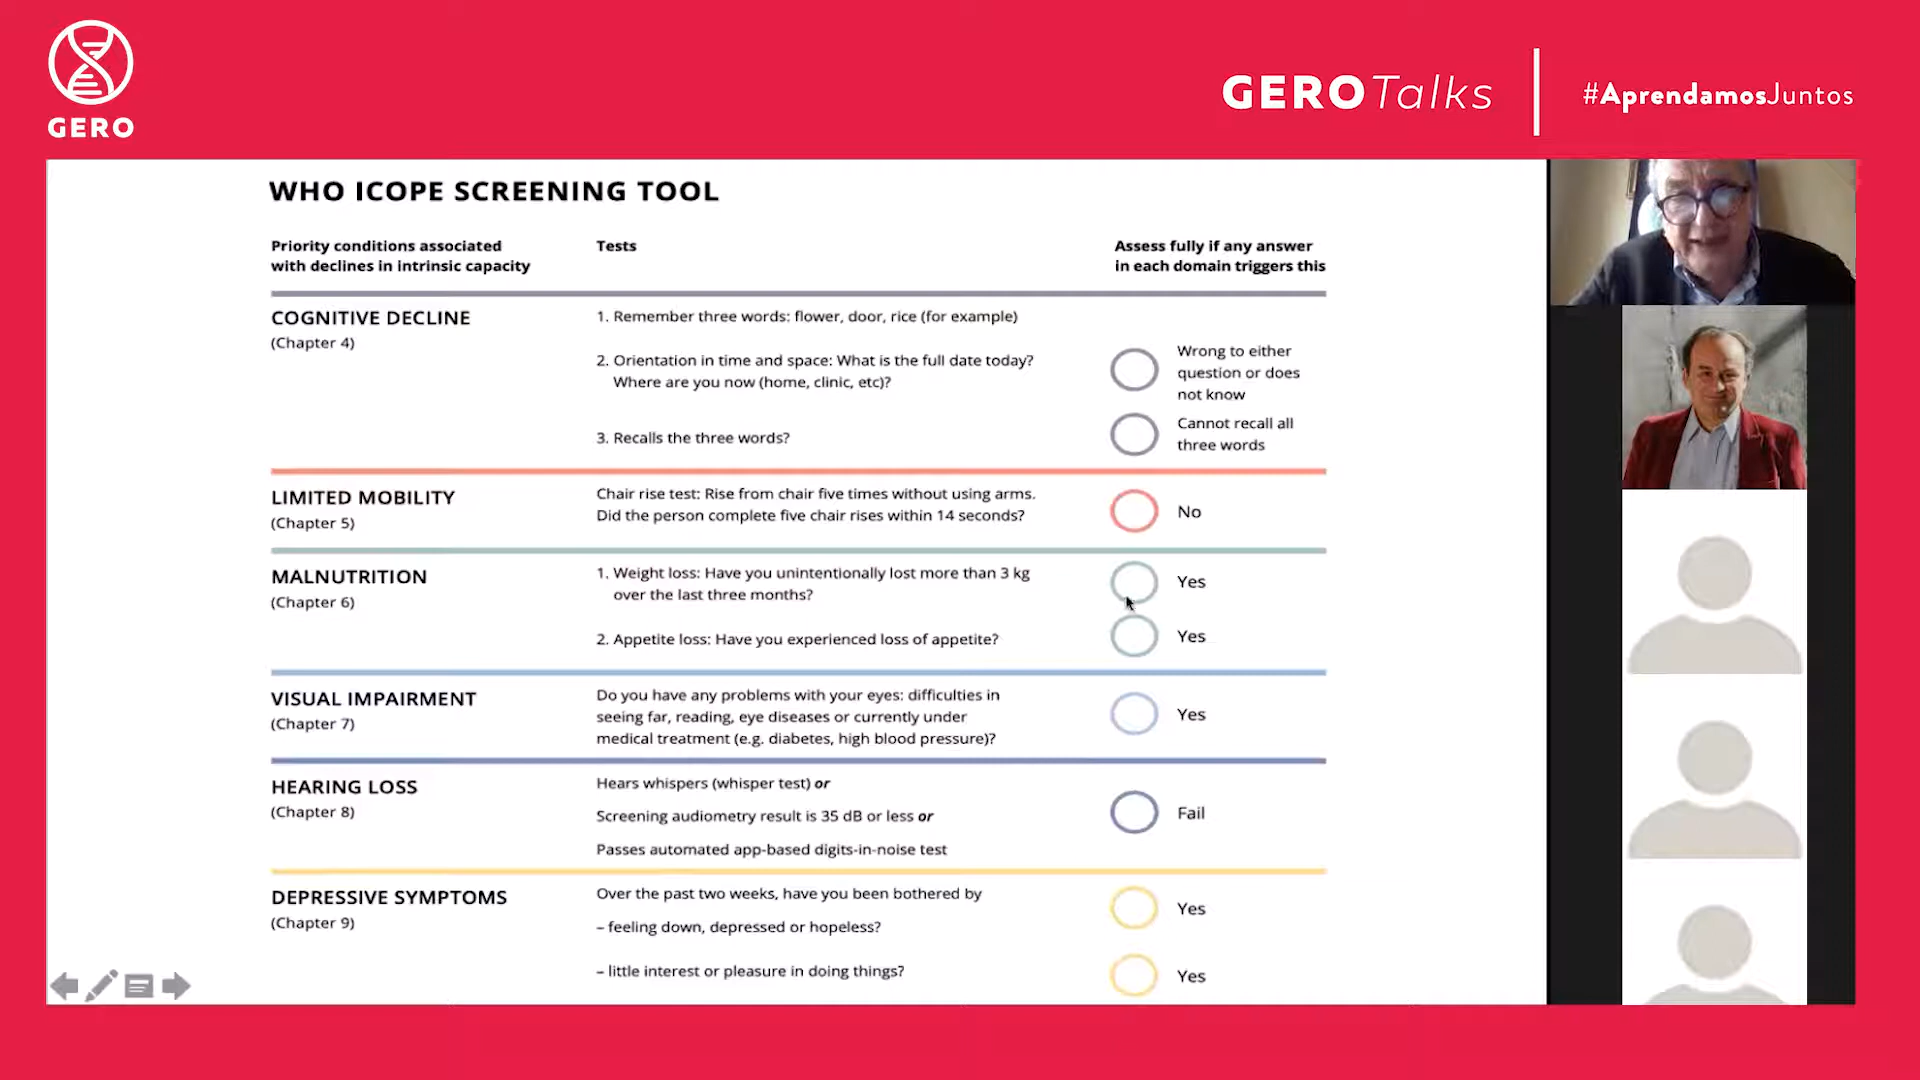 GERO
GEROTalks
#AprendamosJuntos
WHO ICOPE SCREENING TOOL
Priority conditions associated
with declines in intrinsic capacity
Tests
Assess fully if any answer
in each domain triggers this
COGNITIVE DECLINE
(Chapter 4)
1. Remember three words: flower, door, rice (for example)
2. Orientation in time and space: What is the full date today?
Where are you now (home, clinic, etc)?
Wrong to either
question or does
not know
3. Recalls the three words?
Cannot recall all
three words
LIMITED MOBILITY
(Chapter 5)
Chair rise test: Rise from chair five times without using arms.
Did the person complete five chair rises within 14 seconds?
No
MALNUTRITION
(Chapter 6)
1. Weight loss: Have you unintentionally lost more than 3 kg
over the last three months?
Yes
2. Appetite loss: Have you experienced loss of appetite?
Yes
VISUAL IMPAIRMENT
(Chapter 7)
Do you have any problems with your eyes: difficulties in
seeing far, reading, eye diseases or currently under
medical treatment (e.g. diabetes, high blood pressure)?
Yes
HEARING LOSS
(Chapter 8)
Hears whispers (whisper test) or
Screening audiometry result is 35 dB or less or
Passes automated app-based digits-in-noise test
Fail
DEPRESSIVE SYMPTOMS
(Chapter 9)
Over the past two weeks, have you been bothered by
– feeling down, depressed or hopeless?
Yes
– little interest or pleasure in doing things?
Yes